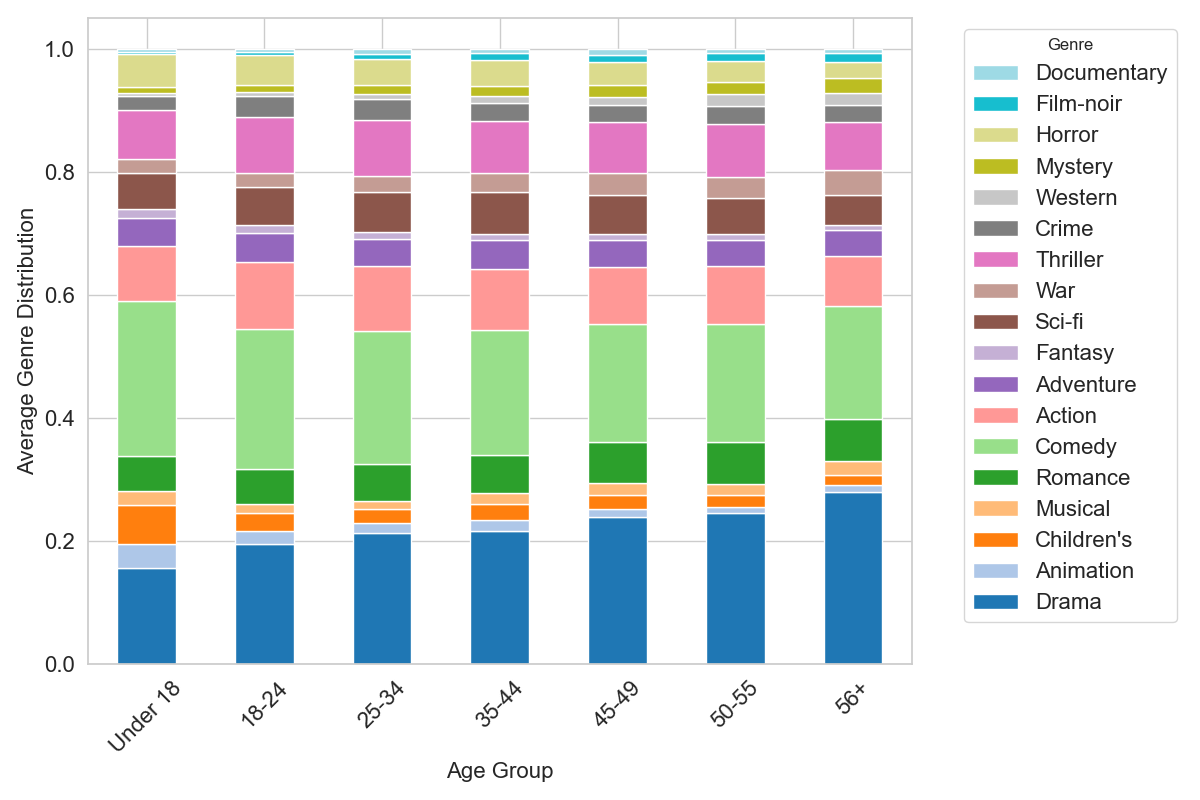 1.0
0.8
0.6
0.4
0.2
0.0
Average Genre Distribution
Under 18
18-24
25-34
35-44
45-49
50-55
56+
Age Group
Genre
Documentary
Film-noir
Horror
Mystery
Western
Crime
Thriller
War
Sci-fi
Fantasy
Adventure
Action
Comedy
Romance
Musical
Children's
Animation
Drama